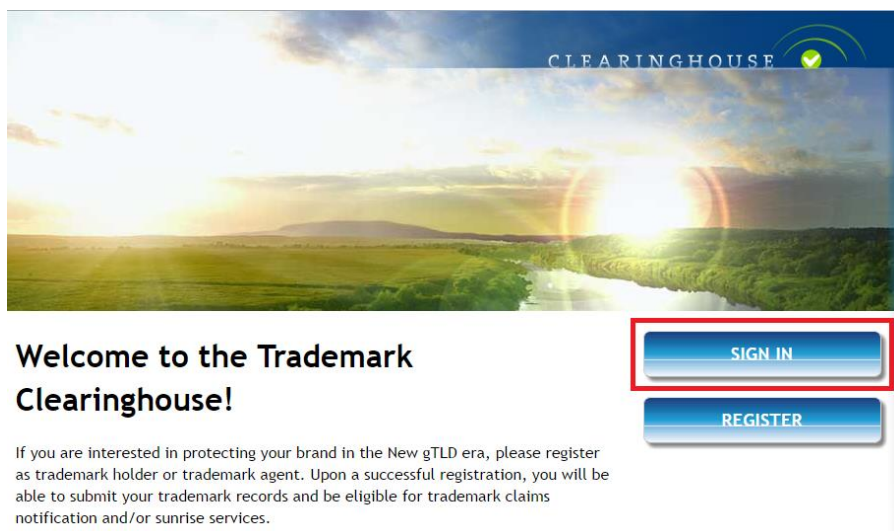 CLEARINGHOUSE
Welcome to the Trademark
Clearinghouse!
SIGN IN
REGISTER
If you are interested in protecting your brand in the New gTLD era, please register
as trademark holder or trademark agent. Upon a successful registration, you will be
able to submit your trademark records and be eligible for trademark claims
notification and/or sunrise services.